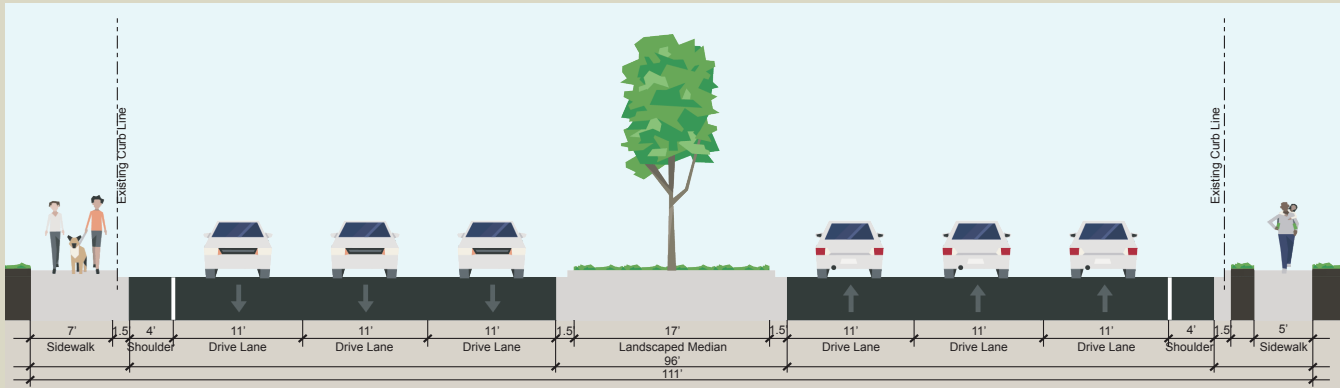 Existing Curb Line
Existing Curb Line
7' 1.5' 4' 11' 11' 11' 1.5' 17' 1.5' 11' 11' 11' 4' 1.5' 5'
Sidewalk Shoulder Drive Lane Drive Lane Drive Lane Landscaped Median Drive Lane Drive Lane Drive Lane Shoulder Sidewalk
96'
111'